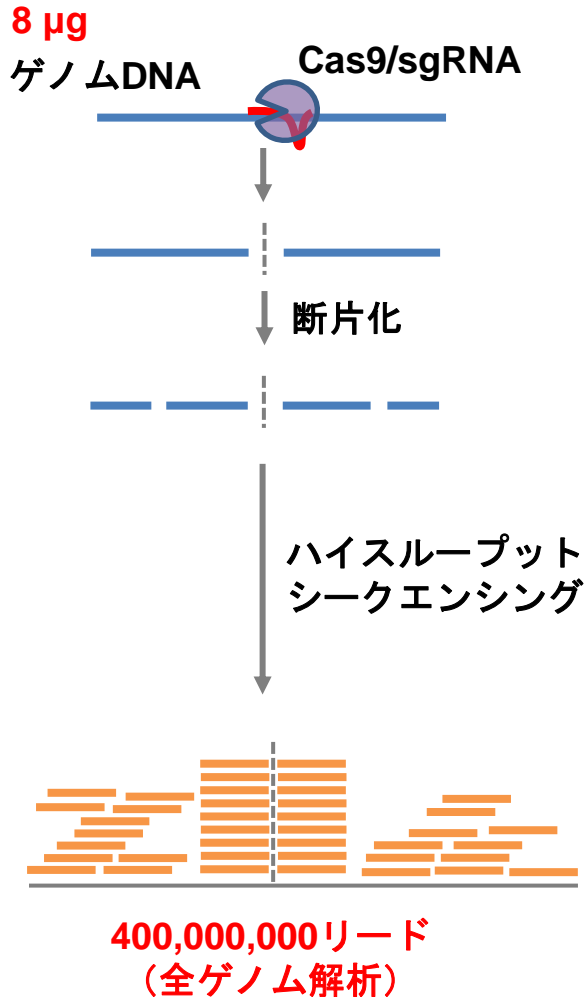 8 μg
ゲノムDNA
Cas9/sgRNA
断片化
ハイスループット
シークエンシング
400,000,000リード
（全ゲノム解析）